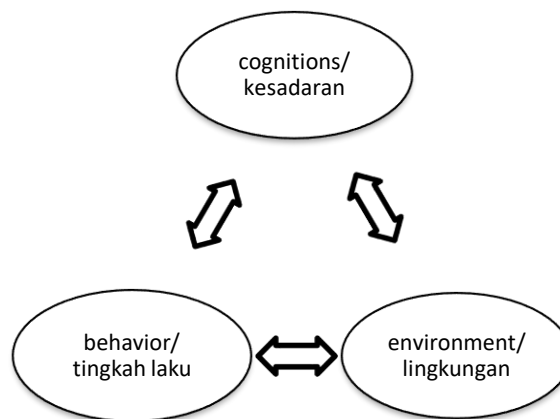 cognitions/
kesadaran
behavior/
tingkah laku
environment/
lingkungan